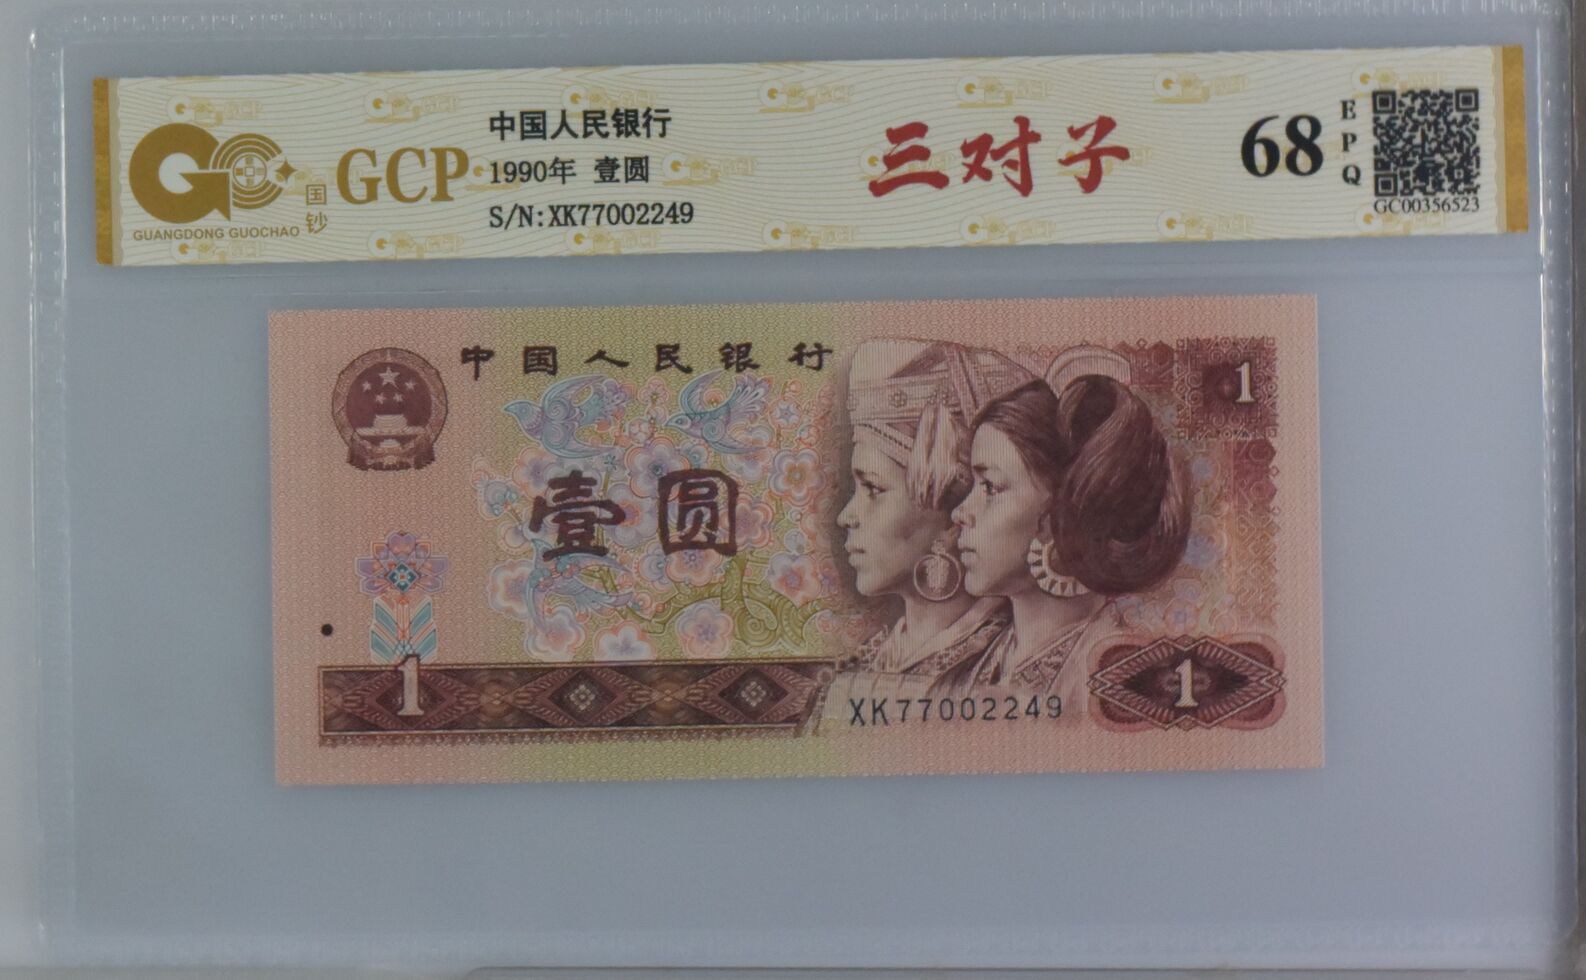 中国人民银行
1990年 壹圆
S/N:XK77002249
GCP
国钞
GUANGDONG GUOCHAO
三对子
68
EPQ
GC00356523
中国人民银行
1
壹圆
1
1
XK77002249